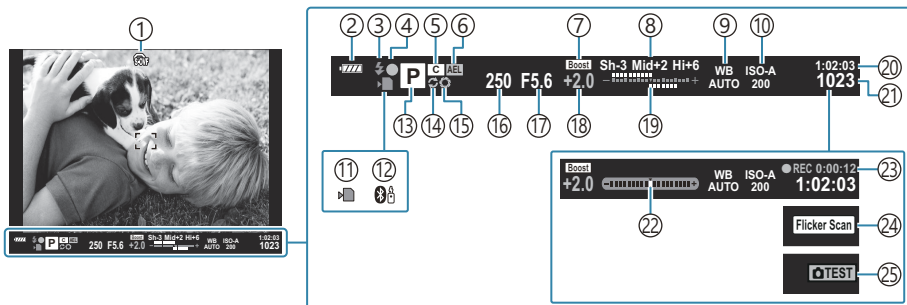 ①
② ③ ④ ⑤ ⑥ ⑦ ⑧ ⑨ ⑩
P C AEL 250 F5.6 Boost +2.0 Sh-3 Mid+2 Hi+6 WB AUTO ISO-A 200 1:02:03 1023
⑳
㉑
⑬ ⑭ ⑮ ⑯ ⑰ ⑱ ⑲
⑪ ⑫
Boost +2.0 WB AUTO ISO-A 200 REC 0:00:12 1:02:03
㉓
㉒
Flicker Scan ㉔
TEST ㉕
P C AEL 250 F5.6 Boost +2.0 Sh-3 Mid+2 Hi+6 WB AUTO ISO-A 200 1:02:03 1023